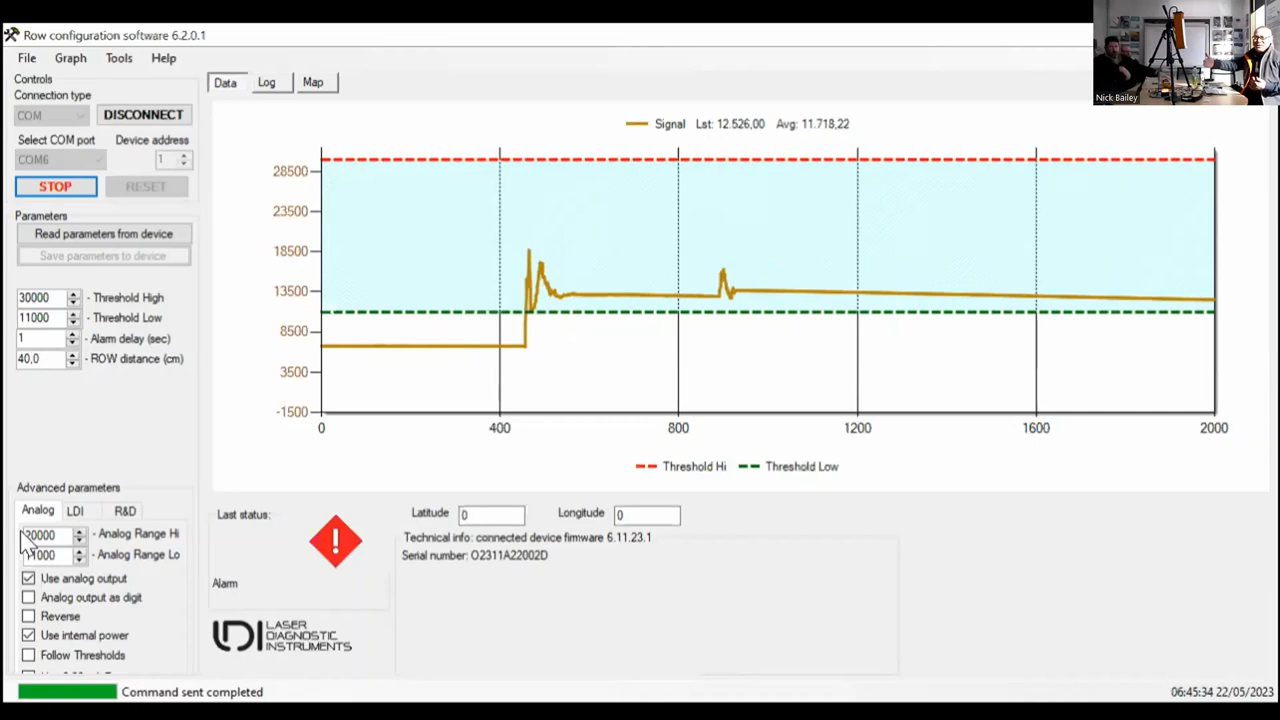 Row configuration software 6.2.0.1
File Graph Tools Help
Controls
Connection type
COM DISCONNECT
Select COM port Device address
COM6 1
STOP RESET
Parameters
Read parameters from device
Save parameters to device
30000 - Threshold High
11000 - Threshold Low
1 - Alarm delay (sec)
40,0 - ROW distance (cm)
Advanced parameters
Analog LDI R&D
- Analog Range Hi
- Analog Range Lo
Use analog output
Analog output as digit
Reverse
Use internal power
Follow Thresholds
Command sent completed
Data Log Map
Signal Lst: 12.526,00 Avg: 11.718,22
28500
23500
18500
13500
8500
3500
-1500
0 400 800 1200 1600 2000
Threshold Hi Threshold Low
Last status:
Alarm
Latitude 0 Longitude 0
Technical info: connected device fimware 6.11.23.1
Serial number: O2311A22002D
LDI LASER
DIAGNOSTIC
INSTRUMENTS
06:45:34 22/05/2023
Nick Bailey